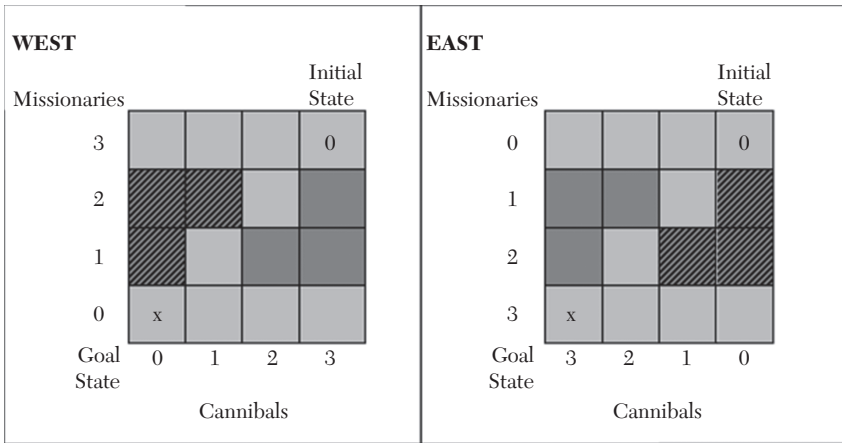 WEST
Initial
State
Missionaries
3 0
2
1
0 x
Goal
State
0 1 2 3
Cannibals
EAST
Initial
State
Missionaries
0 0
1
2
3 x
Goal
State
3 2 1 0
Cannibals